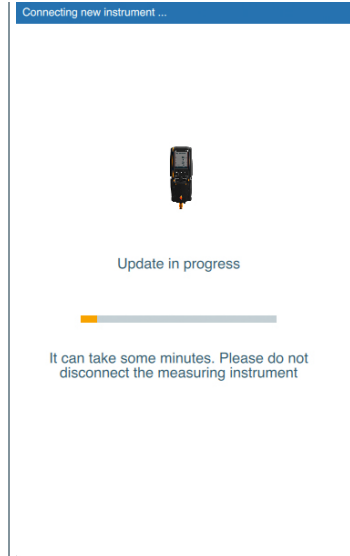 Connecting new instrument ...
Update in progress
It can take some minutes. Please do not
disconnect the measuring instrument